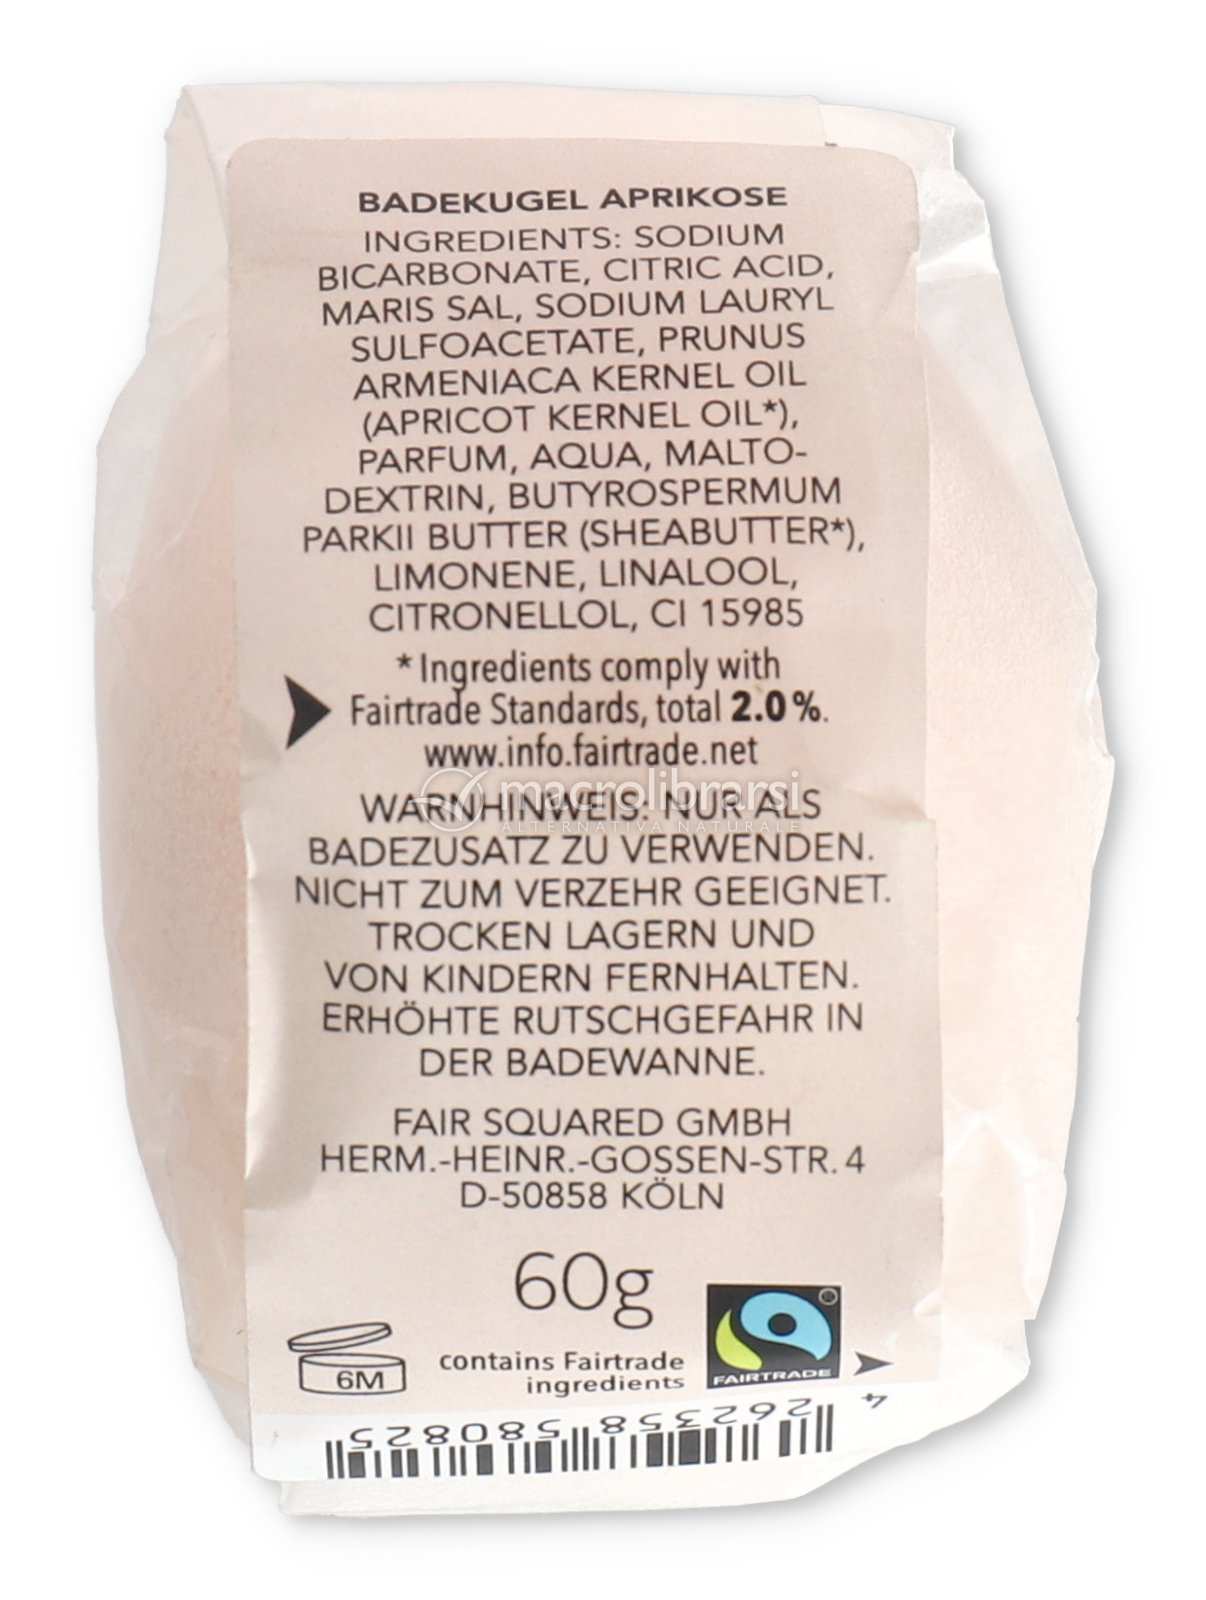 BADEKUGEL APRIKOSE
INGREDIENTS: SODIUM
BICARBONATE, CITRIC ACID,
MARIS SAL, SODIUM LAURYL
SULFOACETATE, PRUNUS
ARMENIACA KERNEL OIL
(APRICOT KERNEL OIL*),
PARFUM, AQUA, MALTO-
DEXTRIN, BUTYROSPERMUM
PARKII BUTTER (SHEABUTTER*),
LIMONENE, LINALOOL,
CITRONELLOL, CI 15985
* Ingredients comply with
Fairtrade Standards, total 2.0 %.
www.info.fairtrade.net
macrolibrarsi
ALTERNATIVA NATURALE
WARNHINWEIS: NUR ALS
BADEZUSATZ ZU VERWENDEN.
NICHT ZUM VERZEHR GEEIGNET.
TROCKEN LAGERN UND
VON KINDERN FERNHALTEN.
ERHÖHTE RUTSCHGEFAHR IN
DER BADEWANNE.
FAIR SQUARED GMBH
HERM.-HEINR.-GOSSEN-STR. 4
D-50858 KÖLN
60g
6M
contains Fairtrade
ingredients
FAIRTRADE
®
4 262358 580825